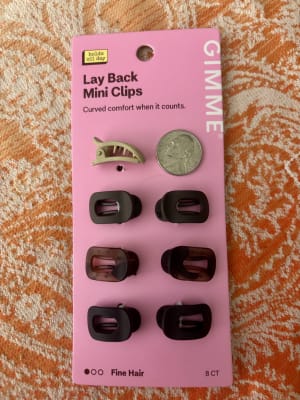 holds
all day
GIMME
Lay Back
Mini Clips
Curved comfort when it counts.
Fine Hair
8 CT